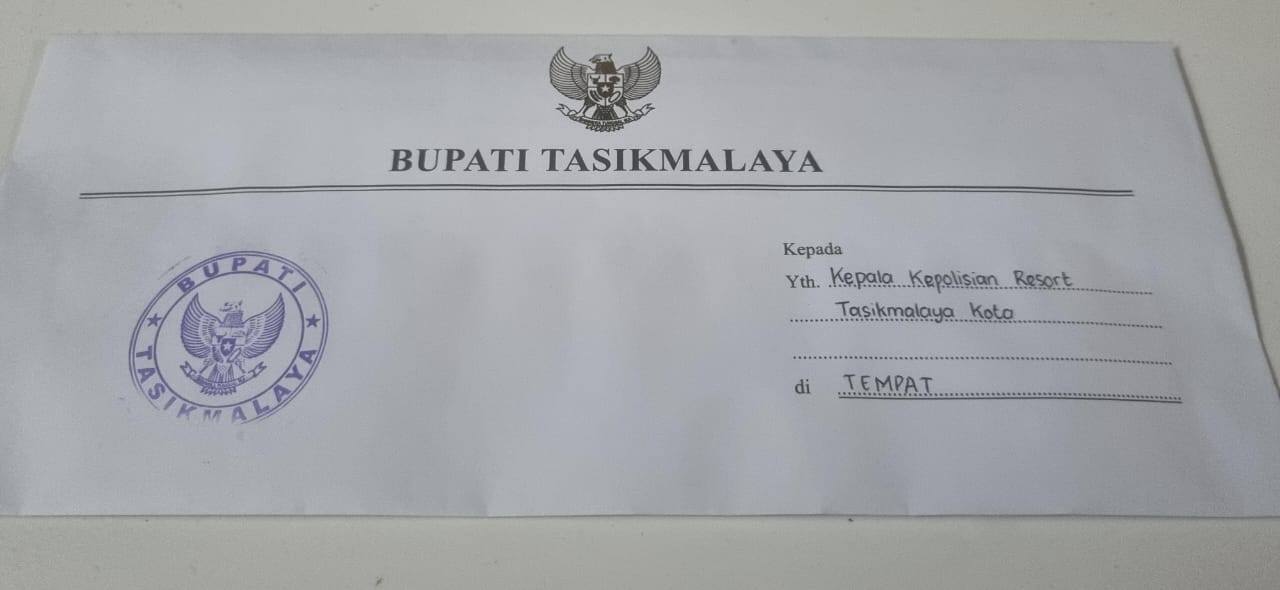 BUPATI TASIKMALAYA
BUPATI
TASIKMALAYA
Kepada
Yth. Kepala Kepolisian Resort
Tasikmalaya Kota
di TEMPAT